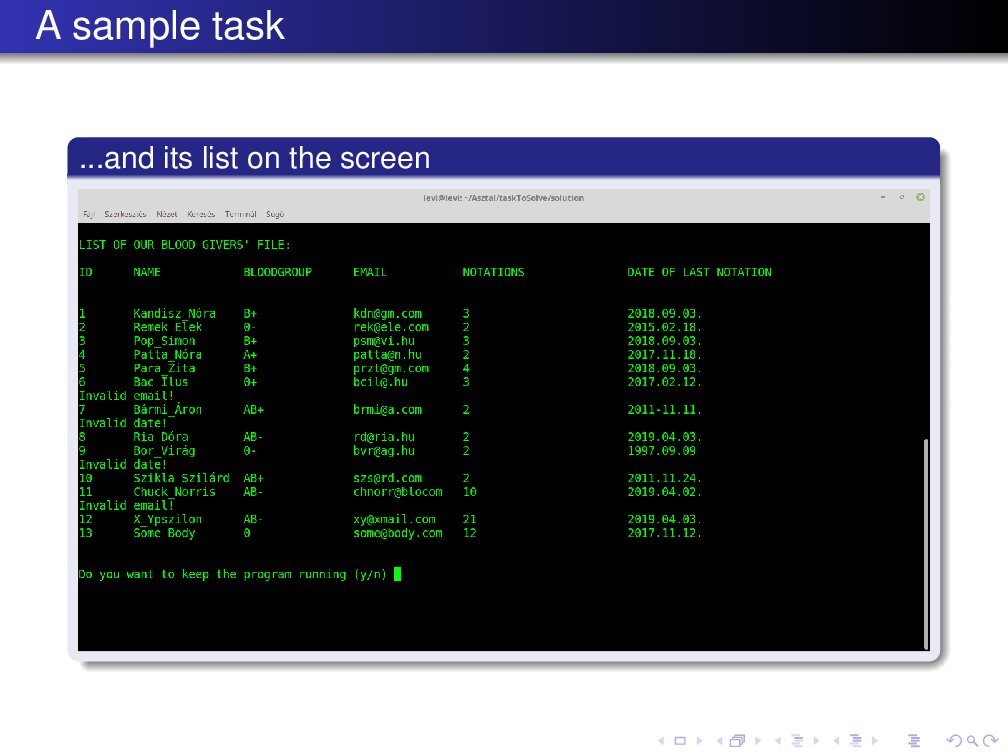 A sample task
...and its list on the screen
levi@levi: ~/Asztal/taskToSolve/solution
Fájl Szerkesztés Nézet Keresés Terminál Súgó
LIST OF OUR BLOOD GIVERS' FILE:
ID NAME BLOODGROUP EMAIL NOTATIONS DATE OF LAST NOTATION
1 Kandisz_Nóra B+ kdn@gm.com 3 2018.09.03.
2 Remek_Elek 0- rek@ele.com 2 2015.02.18.
3 Pop_Simon B+ psm@vi.hu 3 2018.09.03.
4 Patta_Nóra A+ patta@n.hu 2 2017.11.18.
5 Para_Zita B+ przt@gm.com 4 2018.09.03.
6 Bac_Ilus 0+ bcil@.hu 3 2017.02.12.
Invalid email!
7 Bármi_Áron AB+ brmi@a.com 2 2011-11.11.
Invalid date!
8 Ria_Dóra AB- rd@ria.hu 2 2019.04.03.
9 Bor_Virág 0- bvr@ag.hu 2 1997.09.09
Invalid date!
10 Szikla_Szilárd AB+ szs@rd.com 2 2011.11.24.
11 Chuck_Norris AB- chnorr@blocom 10 2019.04.02.
Invalid email!
12 X_Ypszilon AB- xy@xmail.com 21 2019.04.03.
13 Some_Body 0 some@body.com 12 2017.11.12.
Do you want to keep the program running (y/n)